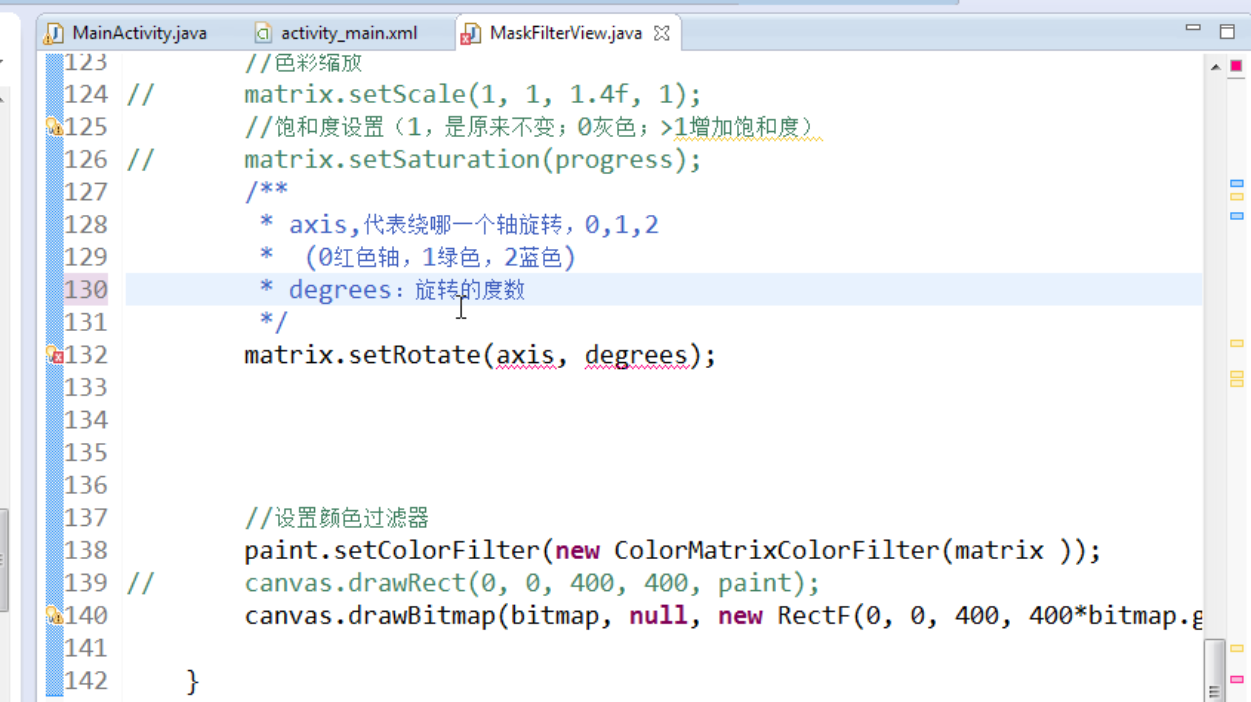 MainActivity.java activity_main.xml MaskFilterView.java
123 //色彩缩放
124 // matrix.setScale(1, 1, 1.4f, 1);
125 //饱和度设置（1，是原来不变；0灰色；>1增加饱和度）
126 // matrix.setSaturation(progress);
127 /**
128 * axis,代表绕哪一个轴旋转，0,1,2
129 * (0红色轴，1绿色，2蓝色)
130 * degrees：旋转的度数
131 */
132 matrix.setRotate(axis, degrees);
133
134
135
136
137 //设置颜色过滤器
138 paint.setColorFilter(new ColorMatrixColorFilter(matrix ));
139 // canvas.drawRect(0, 0, 400, 400, paint);
140 canvas.drawBitmap(bitmap, null, new RectF(0, 0, 400, 400*bitmap.g
141
142 }